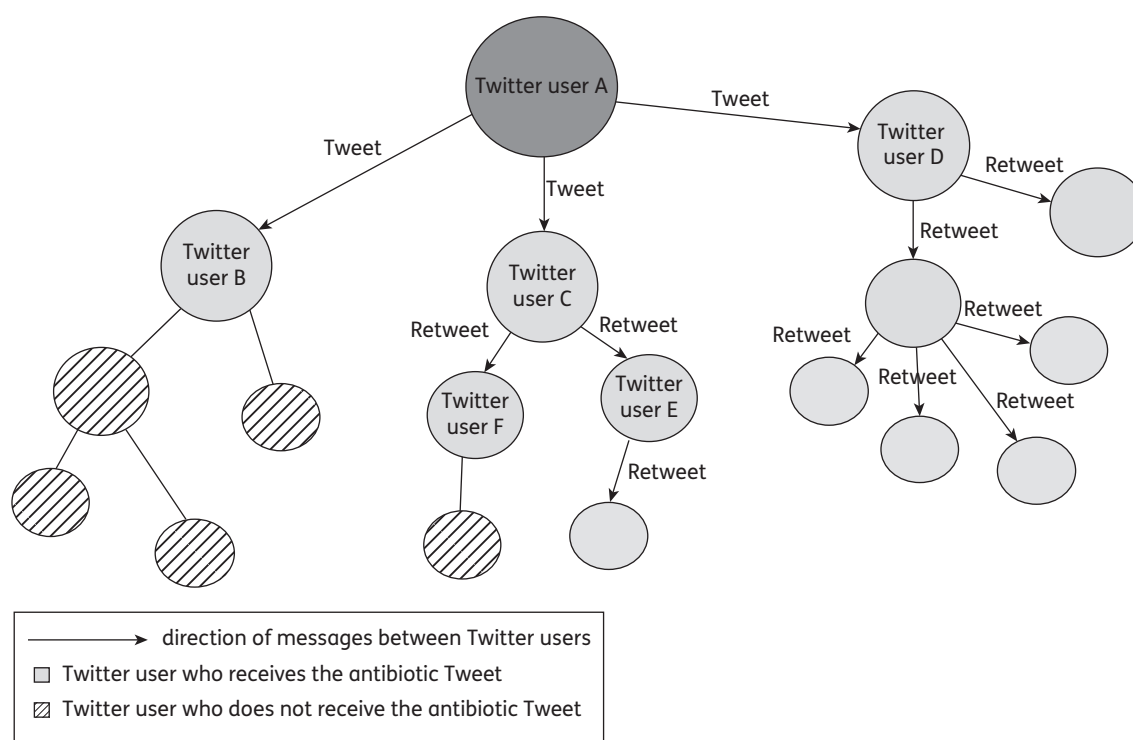 Twitter user A
Tweet
Tweet
Tweet
Twitter
user D
Retweet
Retweet
Twitter
user B
Twitter
user C
Retweet
Retweet
Retweet
Retweet
Retweet
Retweet
Twitter
user F
Twitter
user E
Retweet
direction of messages between Twitter users
Twitter user who receives the antibiotic Tweet
Twitter user who does not receive the antibiotic Tweet